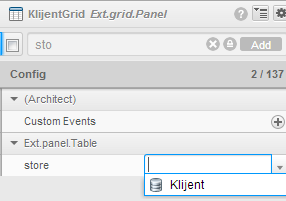 KlijentGrid Ext.grid.Panel
sto Add
Config 2 / 137
(Architect)
Custom Events
Ext.panel.Table
store
Klijent